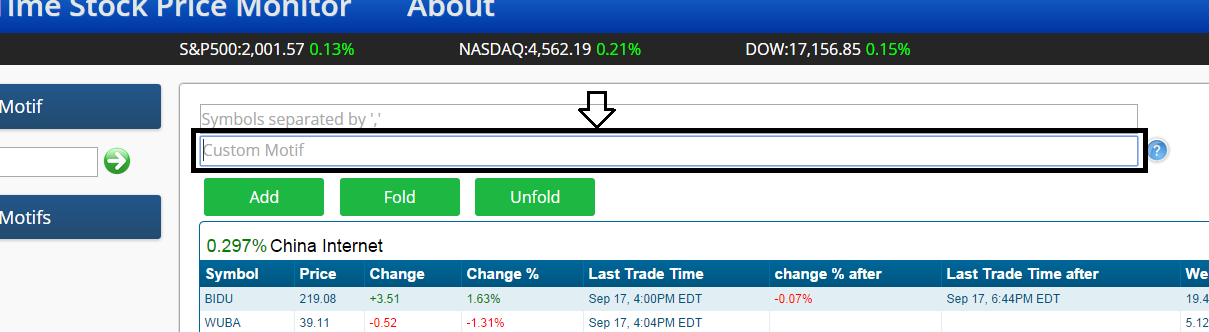 Time Stock Price Monitor About
S&P500:2,001.57 0.13% NASDAQ:4,562.19 0.21% DOW:17,156.85 0.15%
Motif
Symbols separated by ','
Custom Motif
?
Add Fold Unfold
Motifs
0.297% China Internet
Symbol Price Change Change % Last Trade Time change % after Last Trade Time after We
BIDU 219.08 +3.51 1.63% Sep 17, 4:00PM EDT -0.07% Sep 17, 6:44PM EDT 19.4
WUBA 39.11 -0.52 -1.31% Sep 17, 4:04PM EDT 5.12